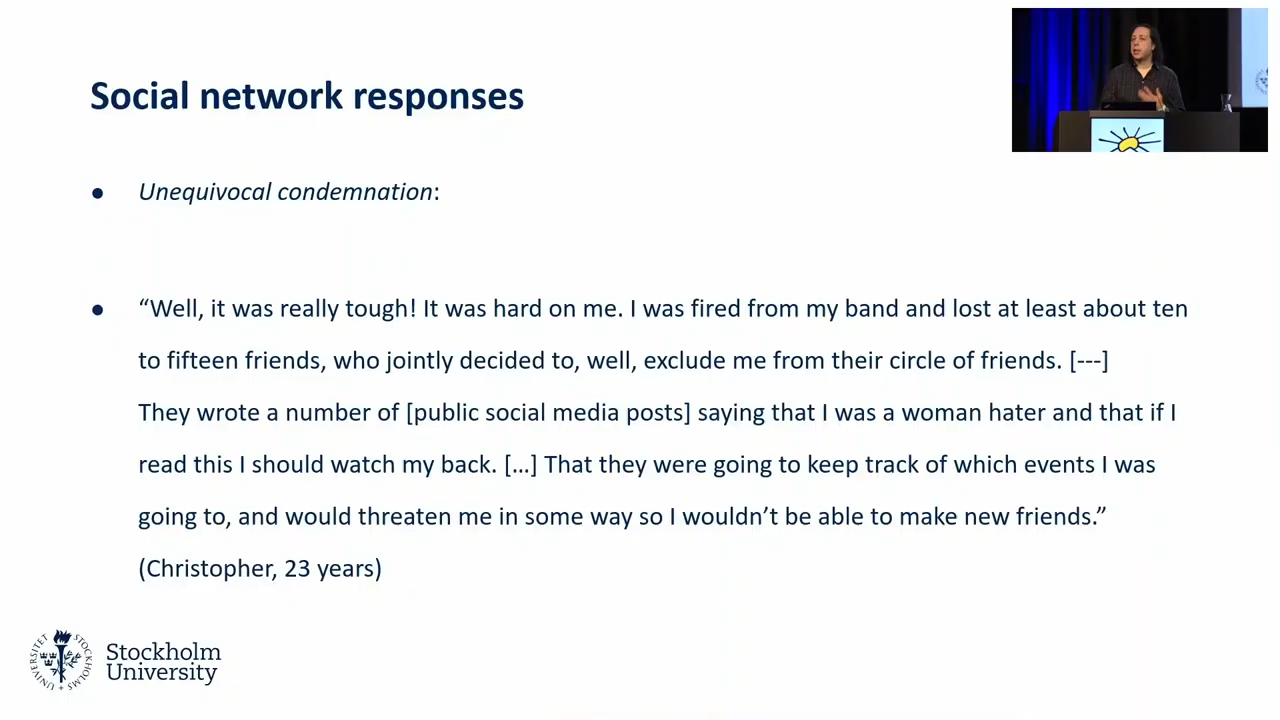 Social network responses
● Unequivocal condemnation:
● “Well, it was really tough! It was hard on me. I was fired from my band and lost at least about ten
to fifteen friends, who jointly decided to, well, exclude me from their circle of friends. [---]
They wrote a number of [public social media posts] saying that I was a woman hater and that if I
read this I should watch my back. […] That they were going to keep track of which events I was
going to, and would threaten me in some way so I wouldn’t be able to make new friends.”
(Christopher, 23 years)
STOCKHOLMS UNIVERSITET
Stockholm
University